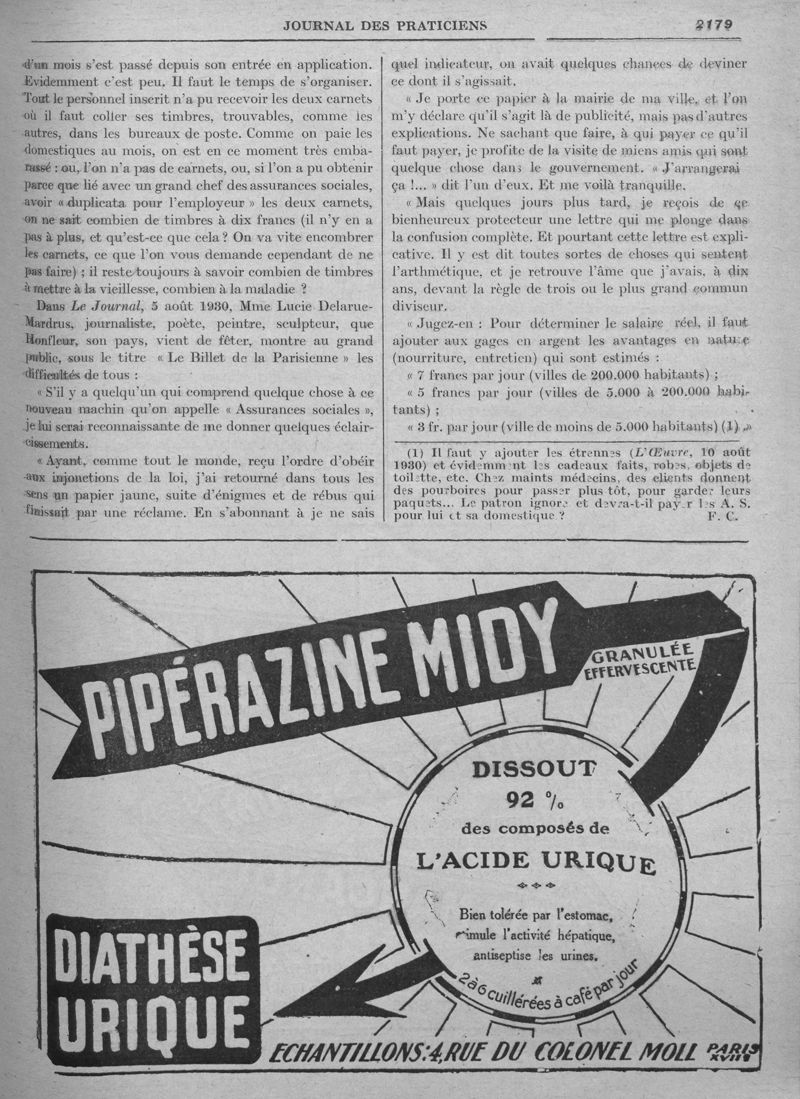 JOURNAL DES PRATICIENS
2179
d'un mois s'est passé depuis son entrée en application.
Evidemment c'est peu. Il faut le temps de s'organiser.
Tout le personnel inscrit n'a pu recevoir les deux carnets
où il faut coller ses timbres, trouvables, comme les
autres, dans les bureaux de poste. Comme on paie les
domestiques au mois, on est en ce moment très emba-
rassé : ou, l'on n'a pas de carnets, ou, si l'on a pu obtenir
parce que lié avec un grand chef des assurances sociales,
avoir « duplicata pour l'employeur » les deux carnets,
on ne sait combien de timbres à dix francs (il n'y en a
pas à plus, et qu'est-ce que cela ? On va vite encombrer
les carnets, ce que l'on vous demande cependant de ne
pas faire) ; il reste toujours à savoir combien de timbres
à mettre à la vieillesse, combien à la maladie ?
Dans Le Journal, 5 août 1930, Mme Lucie Delarue-
Mardrus, journaliste, poète, peintre, sculpteur, que
Honfleur, son pays, vient de fêter, montre au grand
public, sous le titre « Le Billet de la Parisienne » les
difficultés de tous :
« S'il y a quelqu'un qui comprend quelque chose à ce
nouveau machin qu'on appelle « Assurances sociales »,
je lui serai reconnaissante de me donner quelques éclair-
cissements.
« Ayant, comme tout le monde, reçu l'ordre d'obéir
aux injonctions de la loi, j'ai retourné dans tous les
sens un papier jaune, suite d'énigmes et de rébus qui
finissait par une réclame. En s'abonnant à je ne sais
quel indicateur, on avait quelques chances de deviner
ce dont il s'agissait.
« Je porte ce papier à la mairie de ma ville, et l'on
m'y déclare qu'il s'agit là de publicité, mais pas d'autres
explications. Ne sachant que faire, à qui payer ce qu'il
faut payer, je profite de la visite de miens amis qui sont
quelque chose dans le gouvernement. « J'arrangerai
ça !... » dit l'un d'eux. Et me voilà tranquille.
« Mais quelques jours plus tard, je reçois de ce
bienheureux protecteur une lettre qui me plonge dans
la confusion complète. Et pourtant cette lettre est expli-
cative. Il y est dit toutes sortes de choses qui sentent
l'arthmétique, et je retrouve l'âme que j'avais, à dix
ans, devant la règle de trois ou le plus grand commun
diviseur.
« Jugez-en : Pour déterminer le salaire réel, il faut
ajouter aux gages en argent les avantages en nature
(nourriture, entretien) qui sont estimés :
« 7 francs par jour (villes de 200.000 habitants) ;
« 5 francs par jour (villes de 5.000 à 200.000 habi-
tants) ;
« 3 fr. par jour (ville de moins de 5.000 habitants) (1) »
(1) Il faut y ajouter les étrennes (L'Œuvre, 10 août
1930) et évidemment les cadeaux faits, robes, objets de
toilette, etc. Chez maints médecins, des clients donnent
des pourboires pour passer plus tôt, pour garder leurs
paquets... Le patron ignore et devra-t-il payer les A. S.
pour lui et sa domestique ? F. C.
PIPÉRAZINE MIDY
GRANULÉE
EFFERVESCENTE
DISSOUT
92 %
des composés de
L'ACIDE URIQUE
Bien tolérée par l'estomac,
stimule l'activité hépatique,
antiseptise les urines.
2 à 6 cuillérées à café par jour
DIATHÈSE
URIQUE
ECHANTILLONS: 4, RUE DU COLONEL MOLL PARIS XVIIe